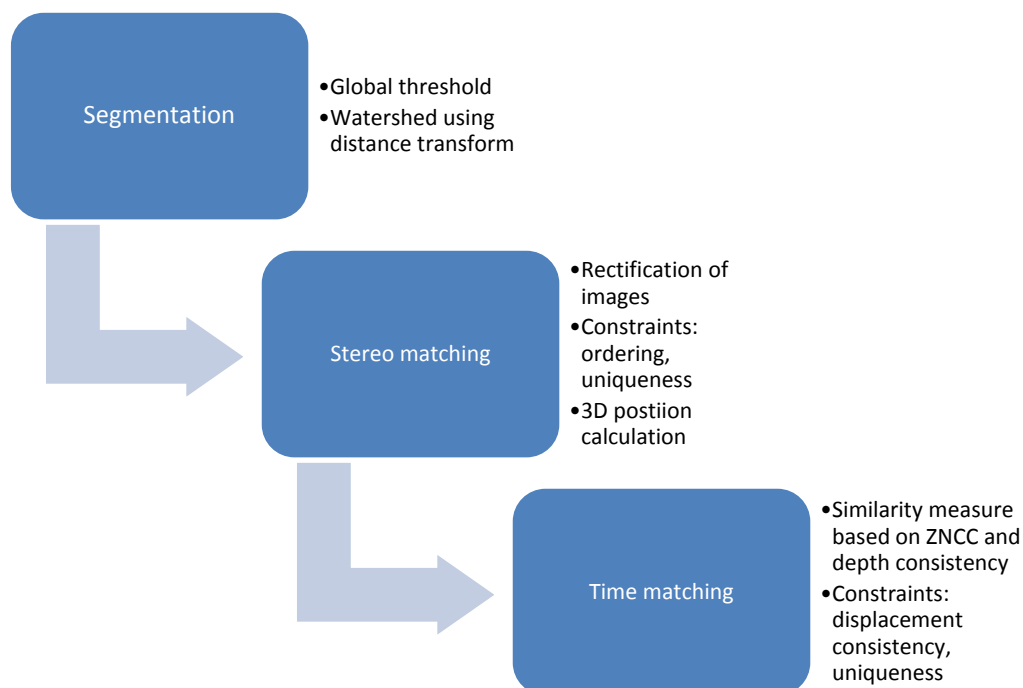 Segmentation
•Global threshold
•Watershed using
distance transform
Stereo matching
•Rectification of
images
•Constraints:
ordering,
uniqueness
•3D postiion
calculation
Time matching
•Similarity measure
based on ZNCC and
depth consistency
•Constraints:
displacement
consistency,
uniqueness